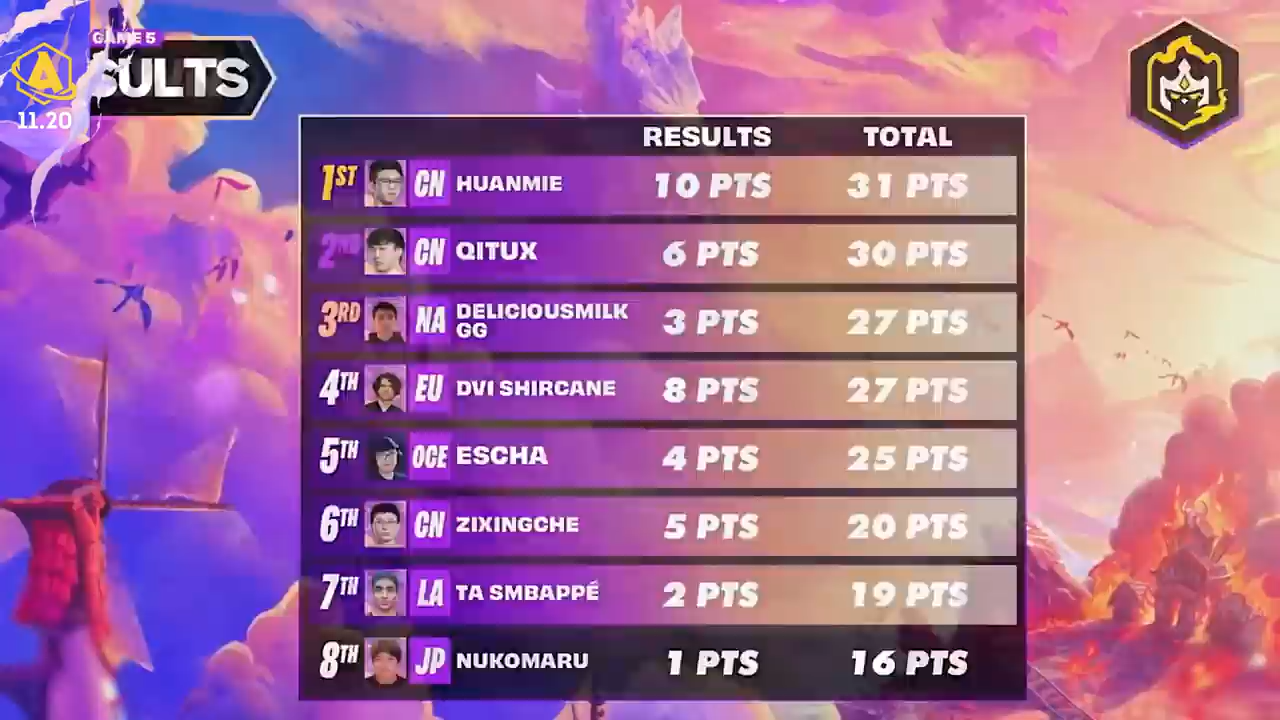 GAME 5
SULTS
11.20
RESULTS TOTAL
1ST CN HUANMIE 10 PTS 31 PTS
2ND CN QITUX 6 PTS 30 PTS
3RD NA DELICIOUSMILK
GG 3 PTS 27 PTS
4TH EU DVI SHIRCANE 8 PTS 27 PTS
5TH OCE ESCHA 4 PTS 25 PTS
6TH CN ZIXINGCHE 5 PTS 20 PTS
7TH LA TA SMBAPPÉ 2 PTS 19 PTS
8TH JP NUKOMARU 1 PTS 16 PTS